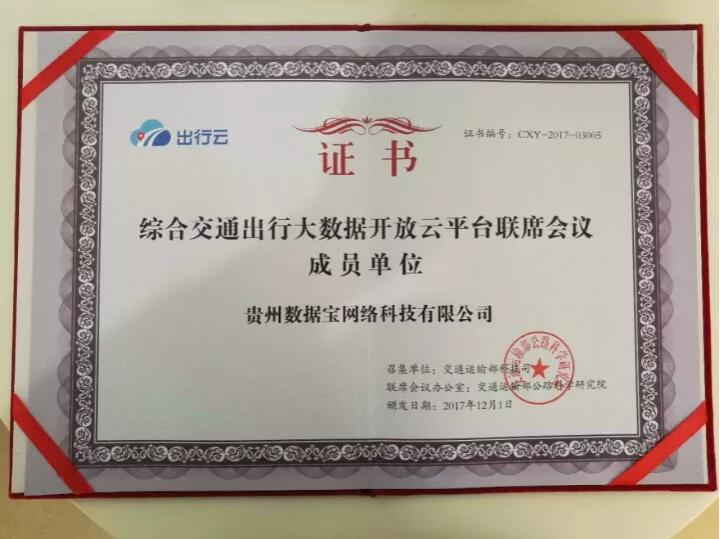 出行云
证书
证书编号：CXY-2017-03005
综合交通出行大数据开放云平台联席会议
成员单位
贵州数据宝网络科技有限公司
召集单位：交通运输部科技司
联席会议办公室：交通运输部公路科学研究院
颁发日期：2017年12月1日